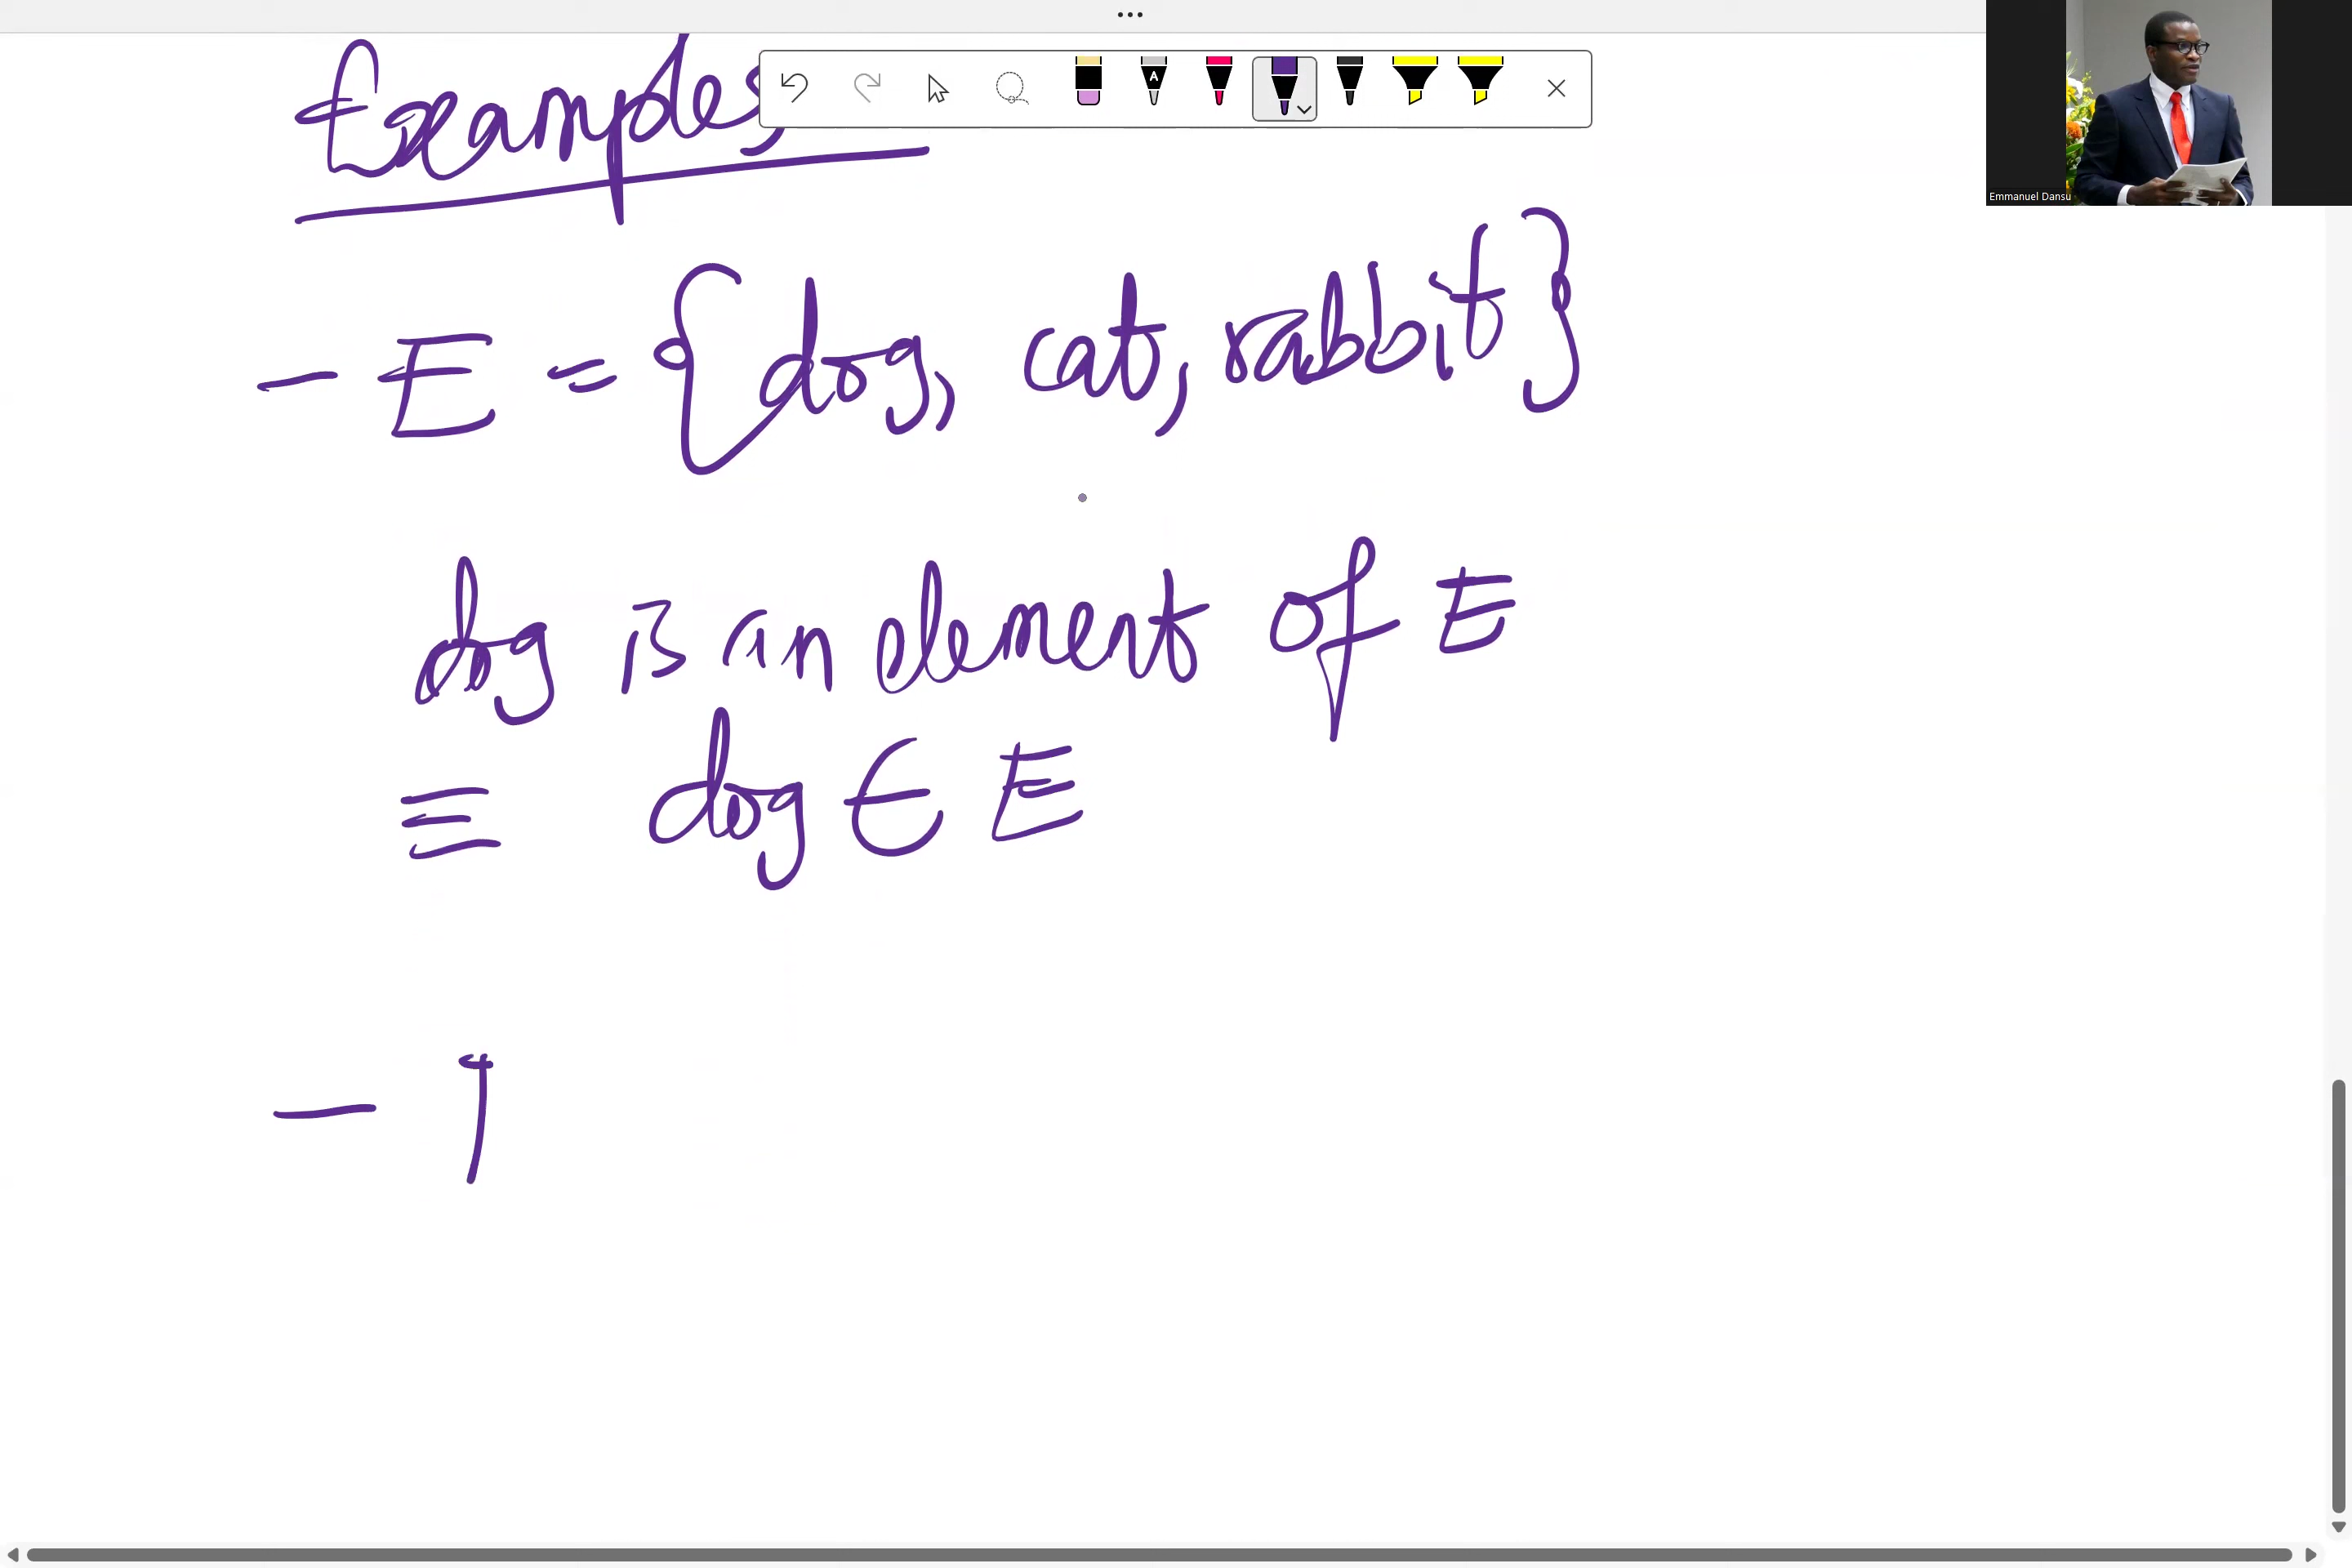 Examples
Emmanuel Dansu
– E = {dog, cat, rabbit}
dog is an element of E
≡ dog ∈ E
–